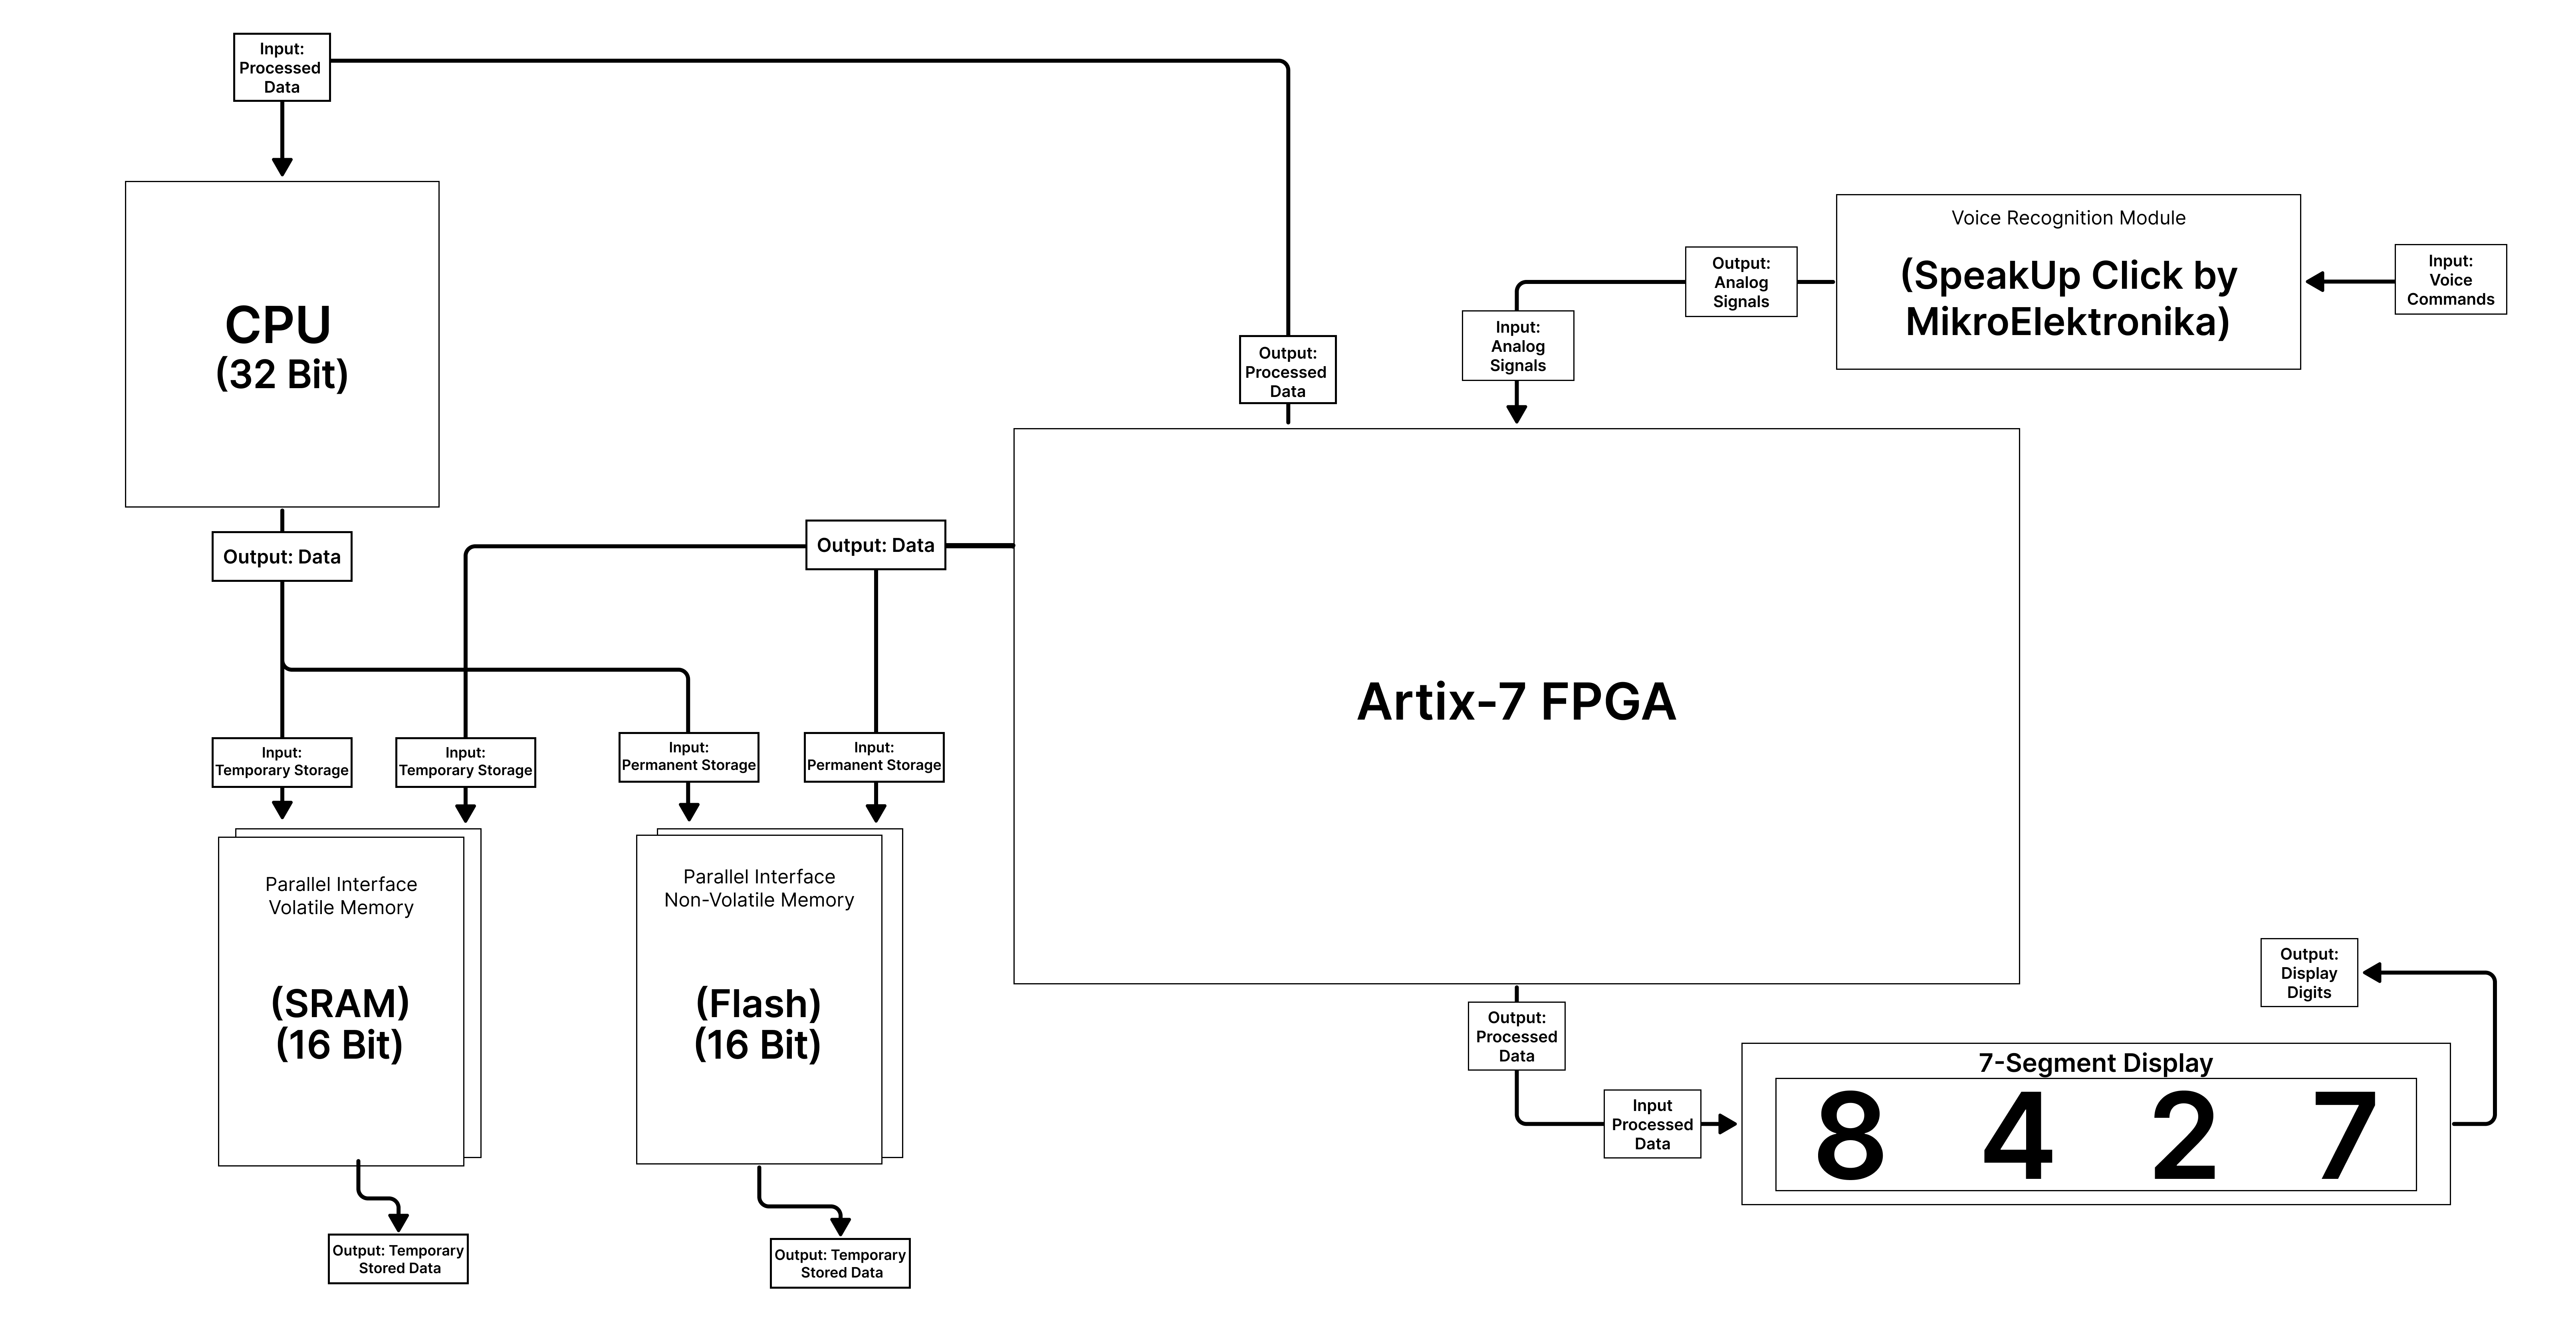 Input:
Processed
Data
CPU
(32 Bit)
Output: Data
Output:
Processed
Data
Input:
Analog
Signals
Output:
Analog
Signals
Voice Recognition Module
(SpeakUp Click by
MikroElektronika)
Input:
Voice
Commands
Output: Data
Artix-7 FPGA
Input:
Temporary Storage
Input:
Temporary Storage
Input:
Permanent Storage
Input:
Permanent Storage
Parallel Interface
Volatile Memory
(SRAM)
(16 Bit)
Parallel Interface
Non-Volatile Memory
(Flash)
(16 Bit)
Output: Temporary
Stored Data
Output: Temporary
Stored Data
Output:
Processed
Data
Input
Processed
Data
7-Segment Display
8 4 2 7
Output:
Display
Digits